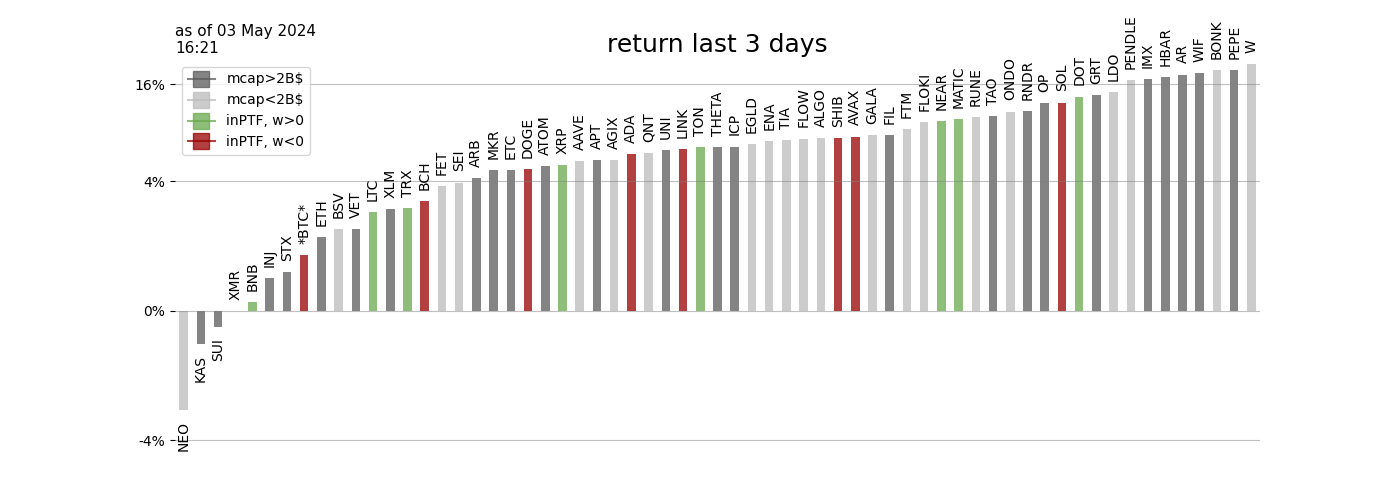 as of 03 May 2024
16:21
return last 3 days
mcap>2B$
mcap<2B$
inPTF, w>0
inPTF, w<0
16%
4%
0%
-4%
NEO
KAS
SUI
XMR
BNB
INJ
STX
*BTC*
ETH
BSV
VET
LTC
XLM
TRX
BCH
FET
SEI
ARB
MKR
ETC
DOGE
ATOM
XRP
AAVE
APT
AGIX
ADA
QNT
UNI
LINK
TON
THETA
ICP
EGLD
ENA
TIA
FLOW
ALGO
SHIB
AVAX
GALA
FIL
FTM
FLOKI
NEAR
MATIC
RUNE
TAO
ONDO
RNDR
OP
SOL
DOT
GRT
LDO
PENDLE
IMX
HBAR
AR
WIF
BONK
PEPE
W